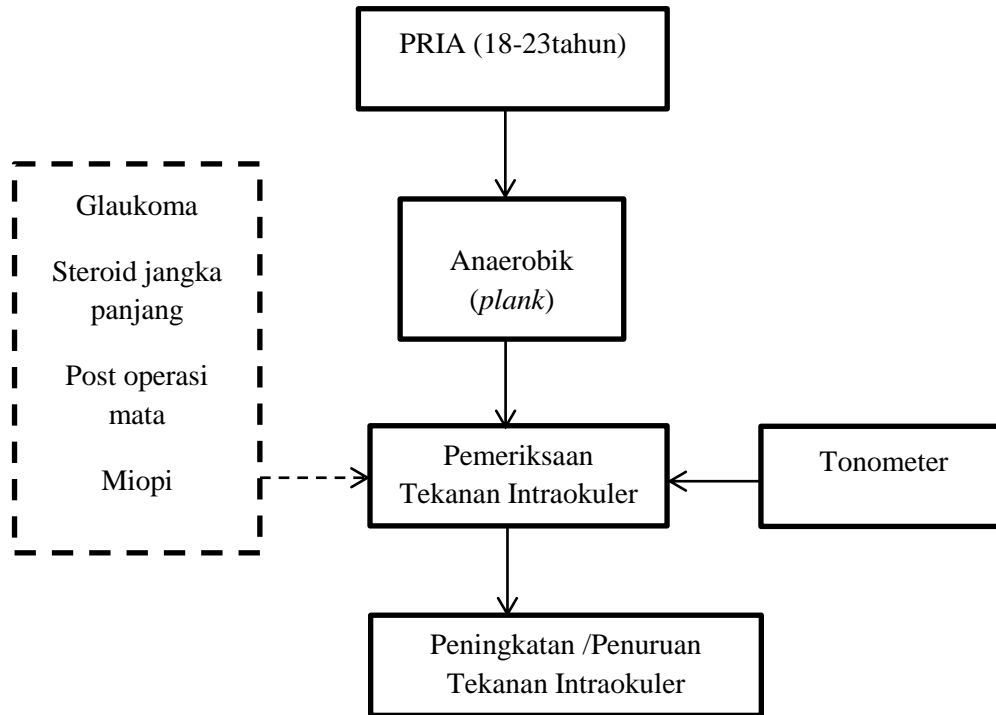 PRIA (18-23tahun)
Glaukoma
Steroid jangka
panjang
Post operasi
mata
Miopi
Anaerobik
(plank)
Pemeriksaan
Tekanan Intraokuler
Tonometer
Peningkatan /Penuruan
Tekanan Intraokuler